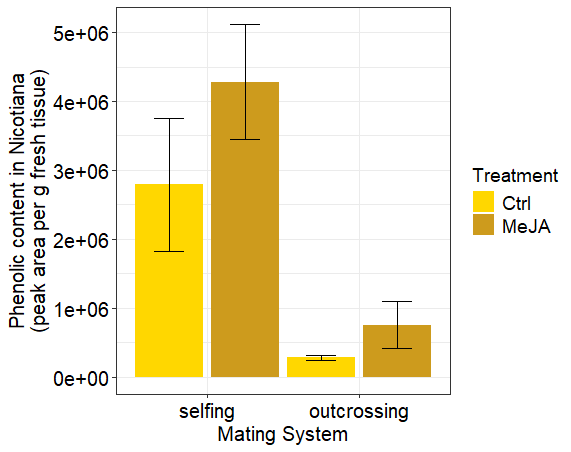 Phenolic content in Nicotiana
(peak area per g fresh tissue)
5e+06
4e+06
3e+06
2e+06
1e+06
0e+00
selfing
outcrossing
Mating System
Treatment
Ctrl
MeJA